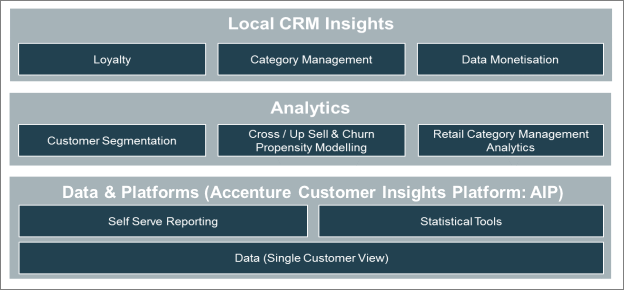 Local CRM Insights
Loyalty
Category Management
Data Monetisation
Analytics
Customer Segmentation
Cross / Up Sell & Churn
Propensity Modelling
Retail Category Management
Analytics
Data & Platforms (Accenture Customer Insights Platform: AIP)
Self Serve Reporting
Statistical Tools
Data (Single Customer View)